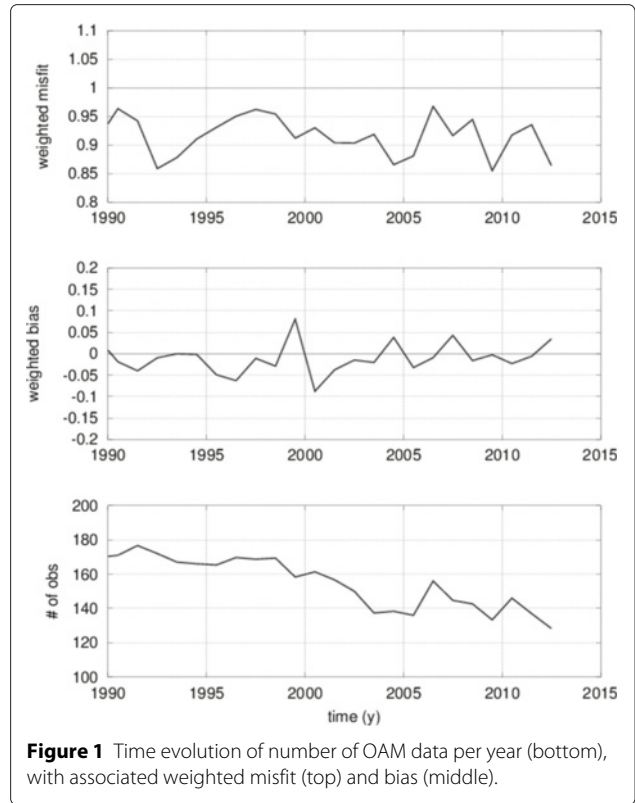 1.1
1.05
1
0.95
0.9
0.85
0.8
weighted misfit
1990 1995 2000 2005 2010 2015
0.2
0.15
0.1
0.05
0
-0.05
-0.1
-0.15
-0.2
weighted bias
1990 1995 2000 2005 2010 2015
200
180
160
140
120
100
# of obs
1990 1995 2000 2005 2010 2015
time (y)
Figure 1 Time evolution of number of OAM data per year (bottom),
with associated weighted misfit (top) and bias (middle).